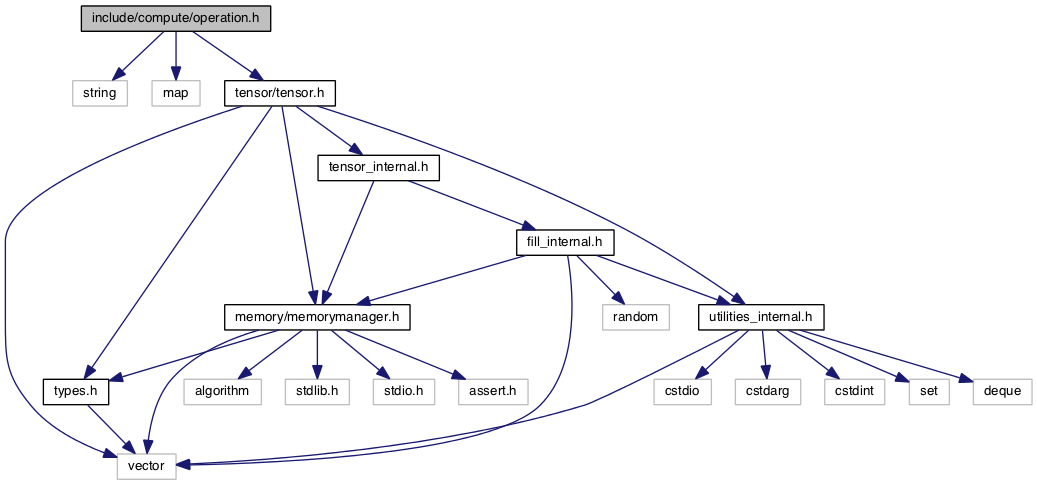 include/compute/operation.h
string
map
tensor/tensor.h
tensor_internal.h
fill_internal.h
memory/memorymanager.h
random
utilities_internal.h
types.h
algorithm
stdlib.h
stdio.h
assert.h
cstdio
cstdarg
cstdint
set
deque
vector